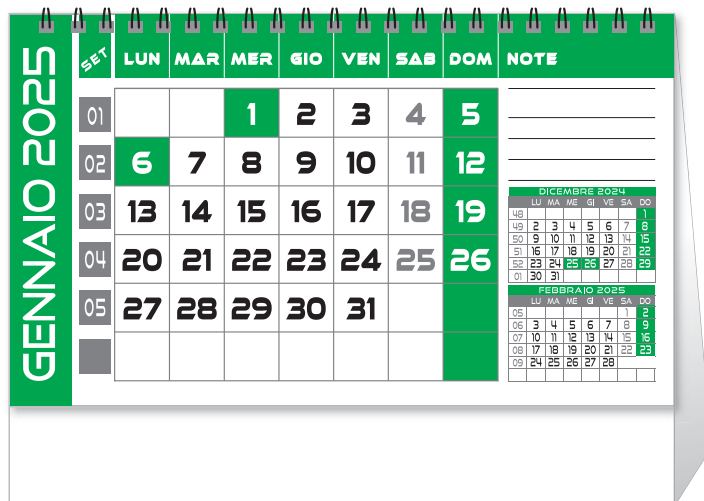 GENNAIO 2025
SET LUN MAR MER GIO VEN SAB DOM NOTE
01 1 2 3 4 5
02 6 7 8 9 10 11 12
03 13 14 15 16 17 18 19
04 20 21 22 23 24 25 26
05 27 28 29 30 31
DICEMBRE 2024
LU MA ME GI VE SA DO
48 1
49 2 3 4 5 6 7 8
50 9 10 11 12 13 14 15
51 16 17 18 19 20 21 22
52 23 24 25 26 27 28 29
01 30 31
FEBBRAIO 2025
LU MA ME GI VE SA DO
05 1 2
06 3 4 5 6 7 8 9
07 10 11 12 13 14 15 16
08 17 18 19 20 21 22 23
09 24 25 26 27 28